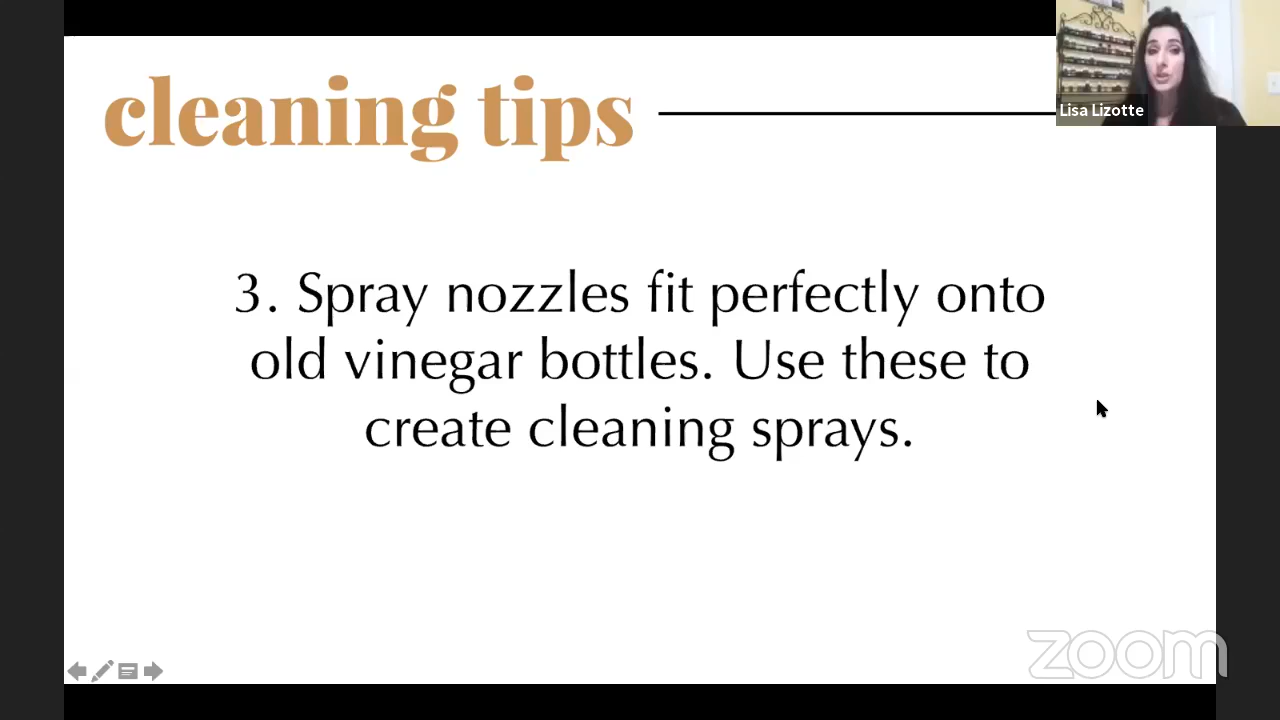 cleaning tips
Lisa Lizotte
3. Spray nozzles fit perfectly onto
old vinegar bottles. Use these to
create cleaning sprays.
zoom